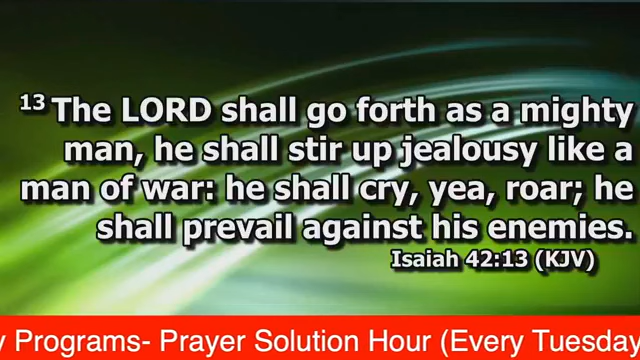 13 The LORD shall go forth as a mighty
man, he shall stir up jealousy like a
man of war: he shall cry, yea, roar; he
shall prevail against his enemies.
Isaiah 42:13 (KJV)
Programs- Prayer Solution Hour (Every Tuesday